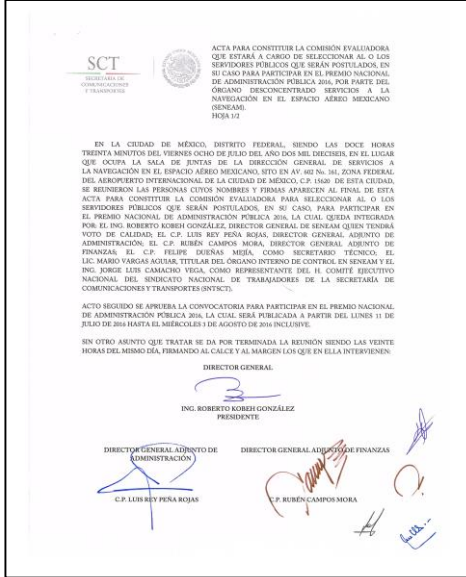 SCT
SECRETARÍA DE
COMUNICACIONES
Y TRANSPORTES
ACTA PARA CONSTITUIR LA COMISIÓN EVALUADORA
QUE ESTARÁ A CARGO DE SELECCIONAR AL O LOS
SERVIDORES PÚBLICOS QUE SERÁN POSTULADOS, EN
SU CASO PARA PARTICIPAR EN EL PREMIO NACIONAL
DE ADMINISTRACIÓN PÚBLICA 2016, POR PARTE DEL
ÓRGANO DESCONCENTRADO SERVICIOS A LA
NAVEGACIÓN EN EL ESPACIO AÉREO MEXICANO
(SENEAM).
HOJA 1/2
EN LA CIUDAD DE MÉXICO, DISTRITO FEDERAL, SIENDO LAS DOCE HORAS
TREINTA MINUTOS DEL VIERNES OCHO DE JULIO DEL AÑO DOS MIL DIECISEIS, EN EL LUGAR
QUE OCUPA LA SALA DE JUNTAS DE LA DIRECCIÓN GENERAL DE SERVICIOS A
LA NAVEGACIÓN EN EL ESPACIO AÉREO MEXICANO, SITO EN AV. 602 No. 161, ZONA FEDERAL
DEL AEROPUERTO INTERNACIONAL DE LA CIUDAD DE MÉXICO, C.P. 15620 DE ESTA CIUDAD,
SE REUNIERON LAS PERSONAS CUYOS NOMBRES Y FIRMAS APARECEN AL FINAL DE ESTA
ACTA PARA CONSTITUIR LA COMISIÓN EVALUADORA PARA SELECCIONAR AL O LOS
SERVIDORES PÚBLICOS QUE SERÁN POSTULADOS, EN SU CASO, PARA PARTICIPAR EN
EL PREMIO NACIONAL DE ADMINISTRACIÓN PÚBLICA 2016, LA CUAL QUEDA INTEGRADA
POR: EL ING. ROBERTO KOBEH GONZÁLEZ, DIRECTOR GENERAL DE SENEAM QUIEN TENDRÁ
VOTO DE CALIDAD; EL C.P. LUIS REY PEÑA ROJAS, DIRECTOR GENERAL ADJUNTO DE
ADMINISTRACIÓN; EL C.P. RUBÉN CAMPOS MORA, DIRECTOR GENERAL ADJUNTO DE
FINANZAS; EL C.P. FELIPE DUEÑAS MEJÍA, COMO SECRETARIO TÉCNICO; EL
LIC. MARIO VARGAS AGUIAR, TITULAR DEL ÓRGANO INTERNO DE CONTROL EN SENEAM Y EL
ING. JORGE LUIS CAMACHO VEGA, COMO REPRESENTANTE DEL H. COMITÉ EJECUTIVO
NACIONAL DEL SINDICATO NACIONAL DE TRABAJADORES DE LA SECRETARÍA DE
COMUNICACIONES Y TRANSPORTES (SNTSCT).
ACTO SEGUIDO SE APRUEBA LA CONVOCATORIA PARA PARTICIPAR EN EL PREMIO NACIONAL
DE ADMINISTRACIÓN PÚBLICA 2016, LA CUAL SERÁ PUBLICADA A PARTIR DEL LUNES 11 DE
JULIO DE 2016 HASTA EL MIÉRCOLES 3 DE AGOSTO DE 2016 INCLUSIVE.
SIN OTRO ASUNTO QUE TRATAR SE DA POR TERMINADA LA REUNIÓN SIENDO LAS VEINTE
HORAS DEL MISMO DÍA, FIRMANDO AL CALCE Y AL MARGEN LOS QUE EN ELLA INTERVIENEN:
DIRECTOR GENERAL
ING. ROBERTO KOBEH GONZÁLEZ
PRESIDENTE
DIRECTOR GENERAL ADJUNTO DE
ADMINISTRACIÓN
C.P. LUIS REY PEÑA ROJAS
DIRECTOR GENERAL ADJUNTO DE FINANZAS
C.P. RUBÉN CAMPOS MORA